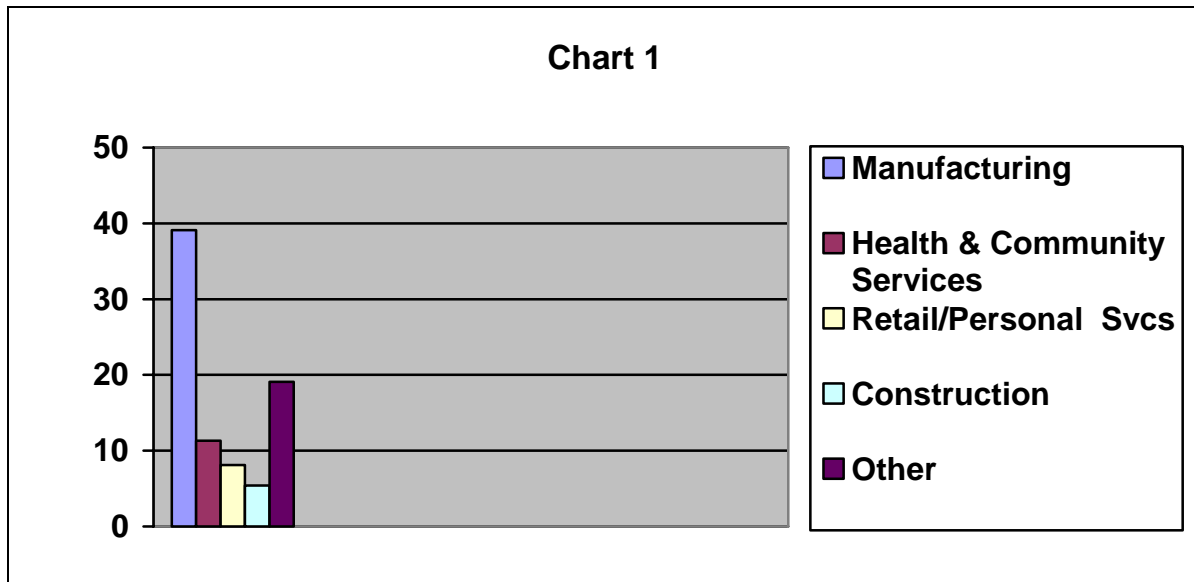 Chart 1
50
40
30
20
10
0
Manufacturing
Health & Community
Services
Retail/Personal  Svcs
Construction
Other